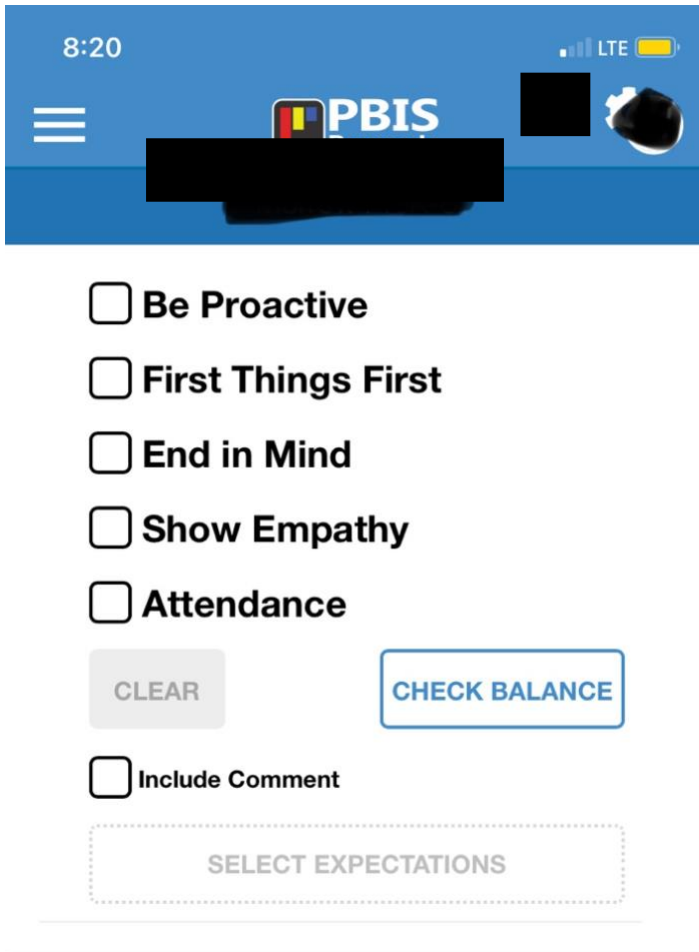 8:20
LTE
PBIS
Be Proactive
First Things First
End in Mind
Show Empathy
Attendance
CLEAR
CHECK BALANCE
Include Comment
SELECT EXPECTATIONS